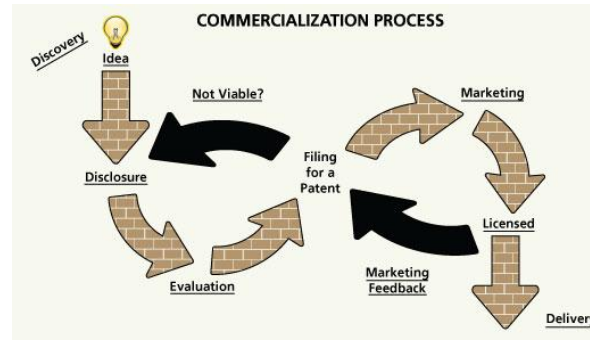 COMMERCIALIZATION PROCESS
Discovery
Idea
Not Viable?
Marketing
Filing
for a
Patent
Disclosure
Licensed
Evaluation
Marketing
Feedback
Deliver